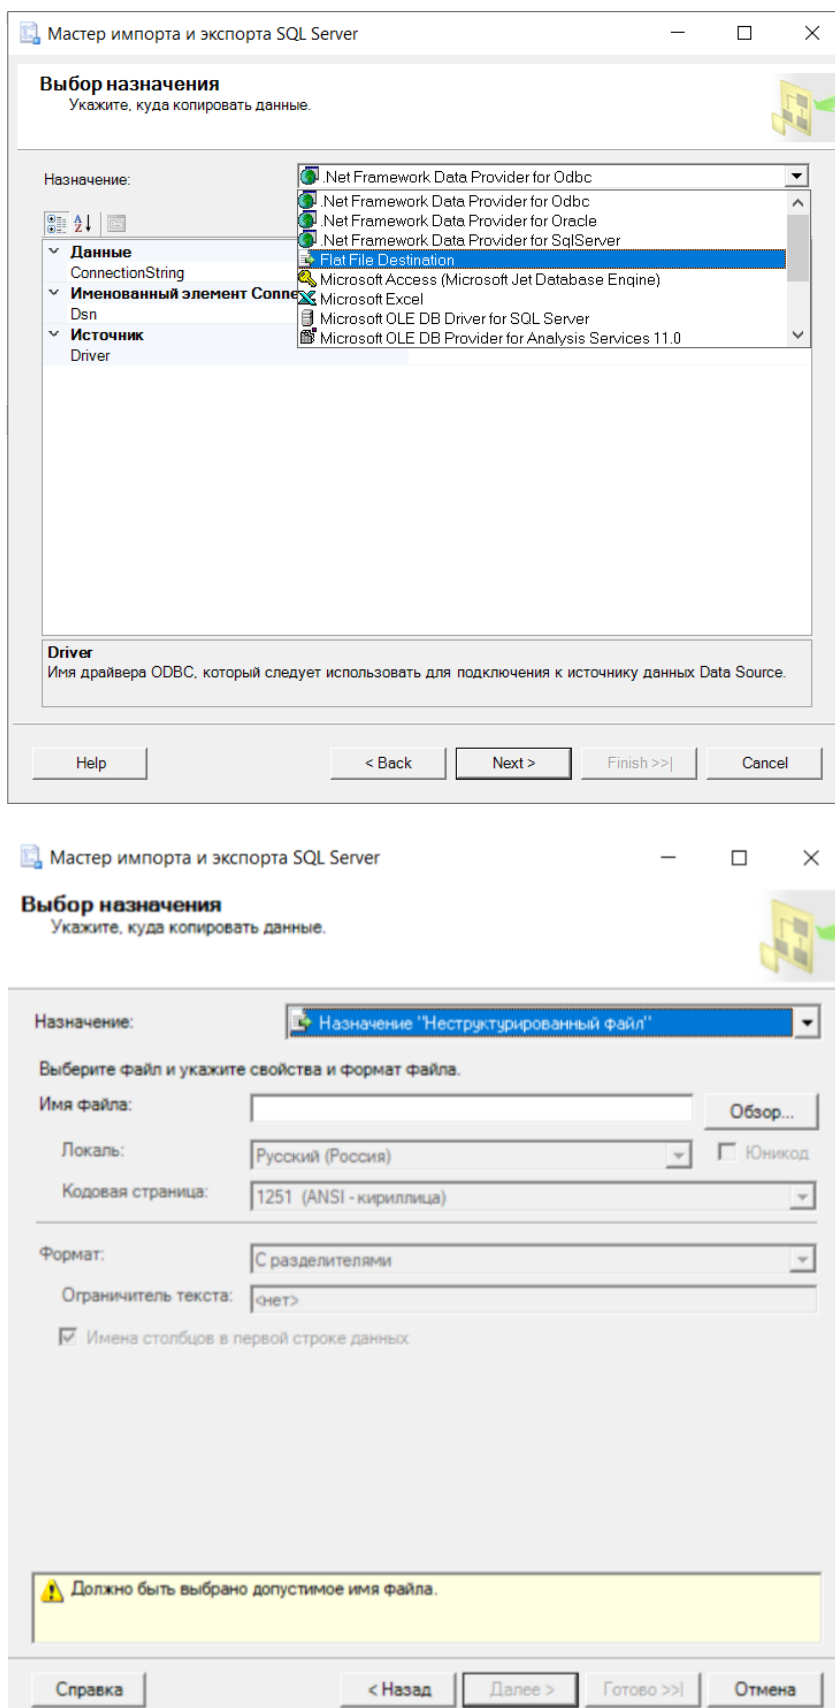 Мастер импорта и экспорта SQL Server
Выбор назначения
Укажите, куда копировать данные.
Назначение:
.Net Framework Data Provider for Odbc
.Net Framework Data Provider for Odbc
.Net Framework Data Provider for Oracle
.Net Framework Data Provider for SqlServer
Flat File Destination
Microsoft Access (Microsoft Jet Database Engine)
Microsoft Excel
Microsoft OLE DB Driver for SQL Server
Microsoft OLE DB Provider for Analysis Services 11.0
Данные
ConnectionString
Именованный элемент Conne
Dsn
Источник
Driver
Driver
Имя драйвера ODBC, который следует использовать для подключения к источнику данных Data Source.
Help < Back Next > Finish >>|  Cancel
Мастер импорта и экспорта SQL Server
Выбор назначения
Укажите, куда копировать данные.
Назначение: Назначение "Неструктурированный файл"
Выберите файл и укажите свойства и формат файла.
Имя файла: Обзор...
Локаль: Русский (Россия) Юникод
Кодовая страница: 1251 (ANSI - кириллица)
Формат: С разделителями
Ограничитель текста: <нет>
Имена столбцов в первой строке данных
Должно быть выбрано допустимое имя файла.
Справка < Назад Далее > Готово >>| Отмена